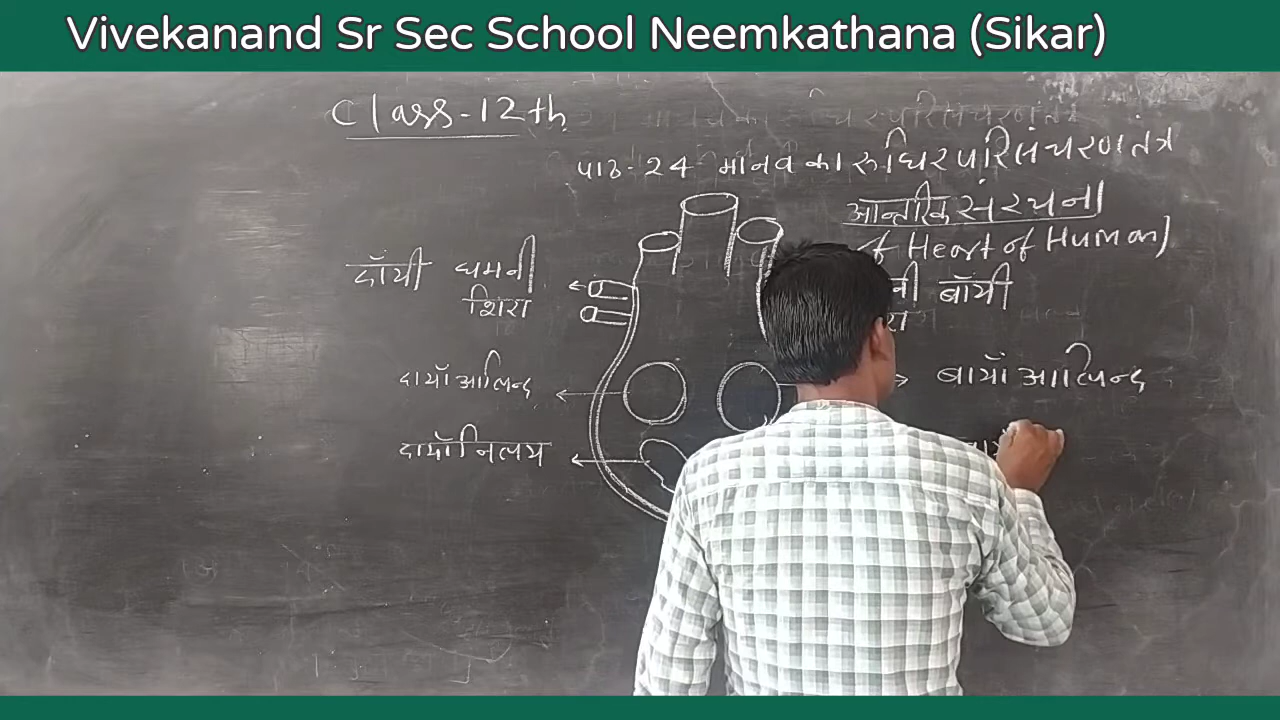 Vivekanand Sr Sec School Neemkathana (Sikar)
Class-12th
पाठ-24 मानव का रुधिर परिसंचरण तंत्र
आन्तरिक संरचना
of Heart of Human)
दाँयी धमनी
शिरा
नी बाँयी
रा
दायाँ आलिन्द
बायाँ आलिन्द
दायाँ निलय